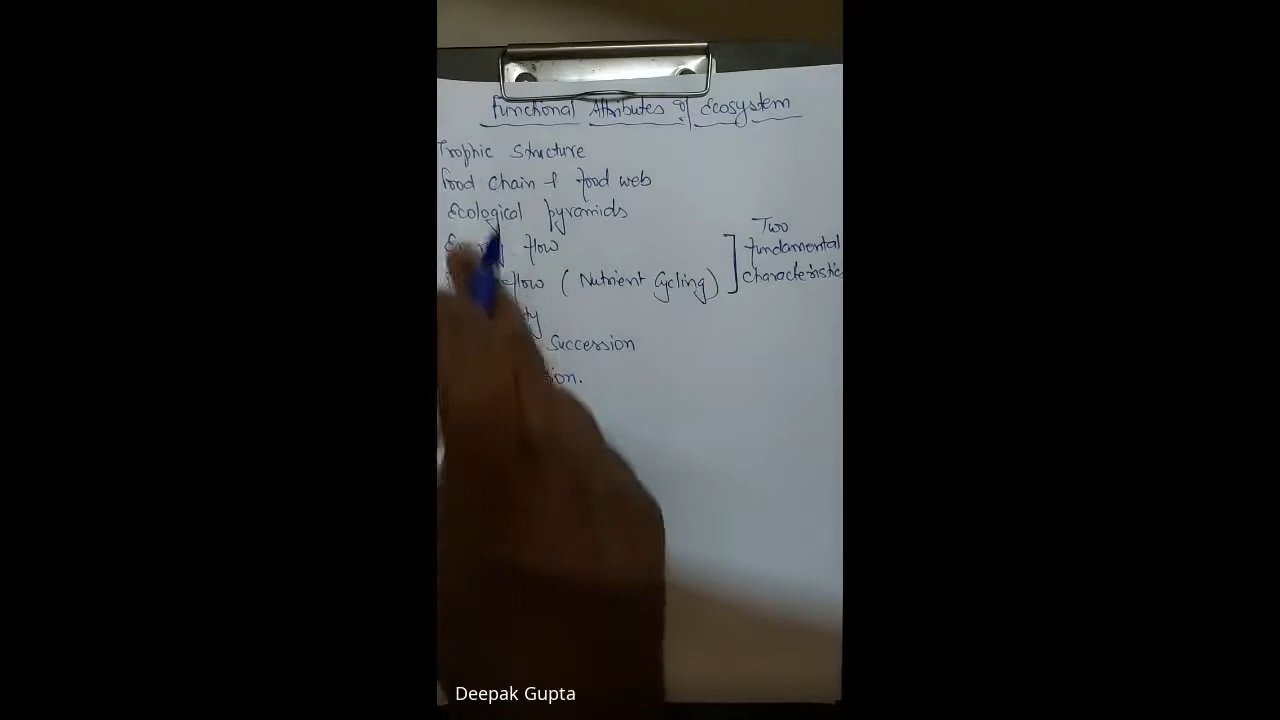 Functional Attributes of Ecosystem
Trophic Structure
Food Chain & food web
Ecological pyramids
flow
flow (Nutrient Cycling)
Two
fundamental
characteristics
Succession
Deepak Gupta